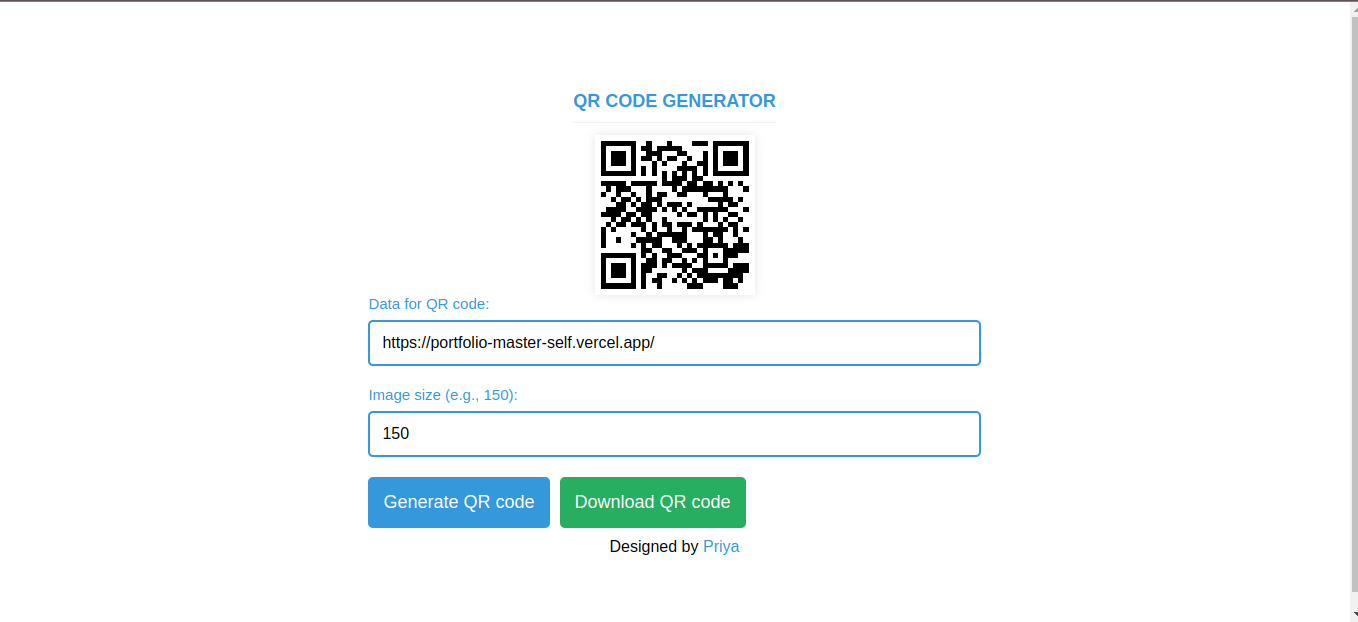 QR CODE GENERATOR
Data for QR code:
https://portfolio-master-self.vercel.app/
Image size (e.g., 150):
150
Generate QR code Download QR code
Designed by Priya